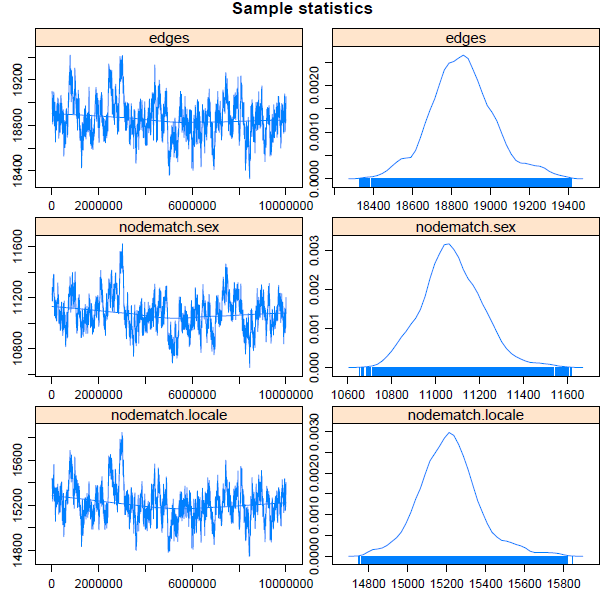 Sample statistics
edges
edges
18400 18800 19200
0.0000 0.0010 0.0020
0 2000000 6000000 10000000
18400 18600 18800 19000 19200 19400
nodematch.sex
nodematch.sex
10800 11200 11600
0.000 0.001 0.002 0.003
0 2000000 6000000 10000000
10600 10800 11000 11200 11400 11600
nodematch.locale
nodematch.locale
14800 15200 15600
0.0000 0.0010 0.0020 0.0030
0 2000000 6000000 10000000
14800 15000 15200 15400 15600 15800